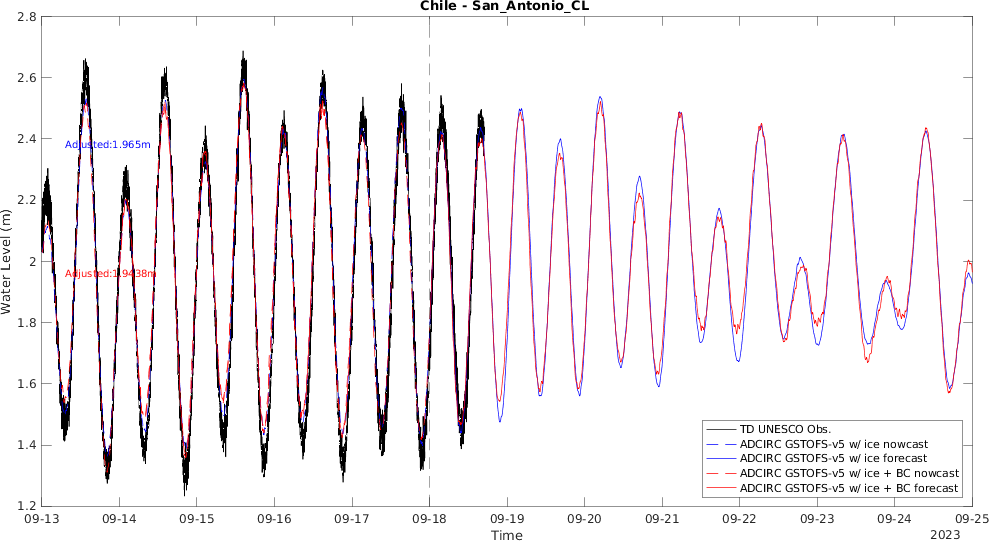 Chile - San_Antonio_CL
2.8
2.6
2.4
2.2
2
1.8
1.6
1.4
1.2
Water Level (m)
Adjusted:1.965m
Adjusted:1.9438m
TD UNESCO Obs.
ADCIRC GSTOFS-v5 w/ ice nowcast
ADCIRC GSTOFS-v5 w/ ice forecast
ADCIRC GSTOFS-v5 w/ ice + BC nowcast
ADCIRC GSTOFS-v5 w/ ice + BC forecast
09-13 09-14 09-15 09-16 09-17 09-18 09-19 09-20 09-21 09-22 09-23 09-24 09-25
Time
2023